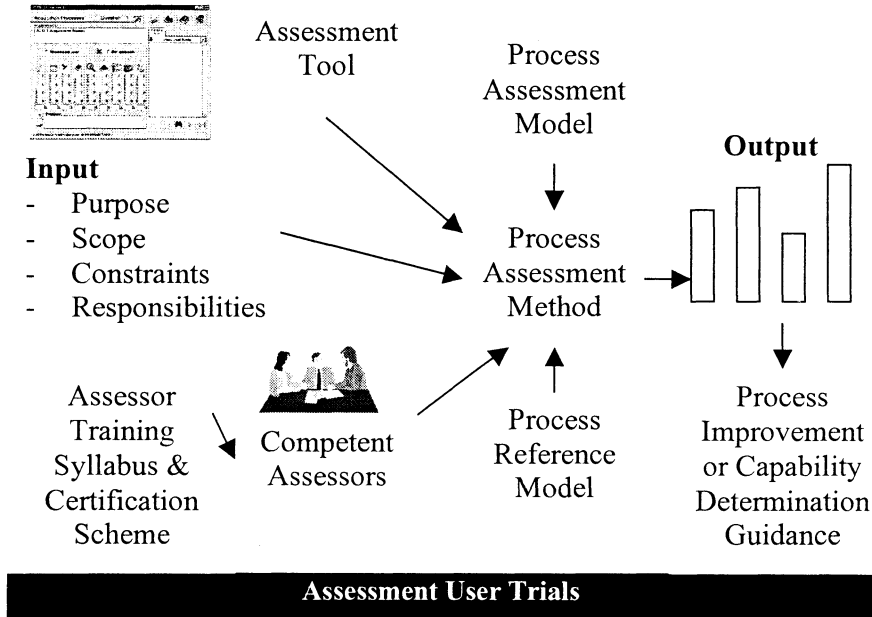 Assessment
Tool
Process
Assessment
Model
Input
- Purpose
- Scope
- Constraints
- Responsibilities
Process
Assessment
Method
Output
Assessor
Training
Syllabus &
Certification
Scheme
Competent
Assessors
Process
Reference
Model
Process
Improvement
or Capability
Determination
Guidance
Assessment User Trials